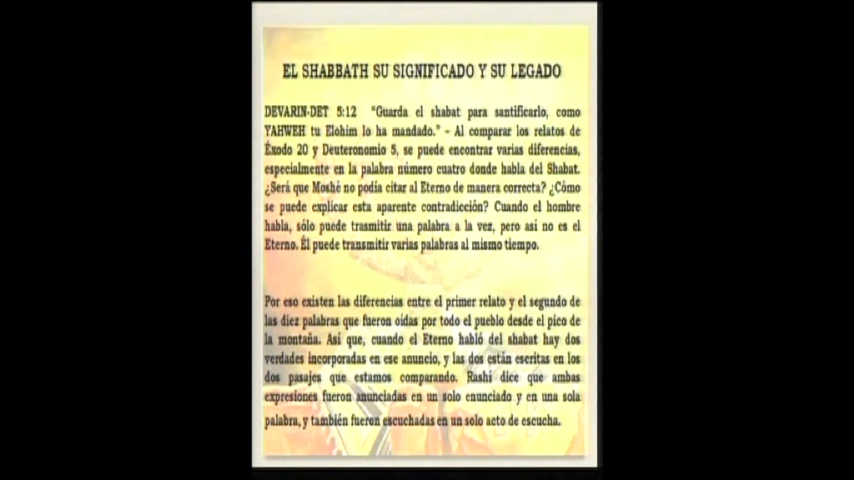 EL SHABBATH SU SIGNIFICADO Y SU LEGADO
DEVARIN-DET 5:12 "Guarda el shabat para santificarlo, como
YAHWEH tu Elohim lo ha mandado." – Al comparar los relatos de
Éxodo 20 y Deuteronomio 5, se puede encontrar varias diferencias,
especialmente en la palabra número cuatro donde habla del Shabat.
¿Será que Moshé no podía citar al Eterno de manera correcta? ¿Cómo
se puede explicar esta aparente contradicción? Cuando el hombre
habla, sólo puede trasmitir una palabra a la vez, pero así no es el
Eterno. Él puede transmitir varias palabras al mismo tiempo.
Por eso existen las diferencias entre el primer relato y el segundo de
las diez palabras que fueron oídas por todo el pueblo desde el pico de
la montaña. Así que, cuando el Eterno habló del shabat hay dos
verdades incorporadas en ese anuncio, y las dos están escritas en los
dos pasajes que estamos comparando. Rashí dice que ambas
expresiones fueron anunciadas en un solo enunciado y en una sola
palabra, y también fueron escuchadas en un solo acto de escucha.